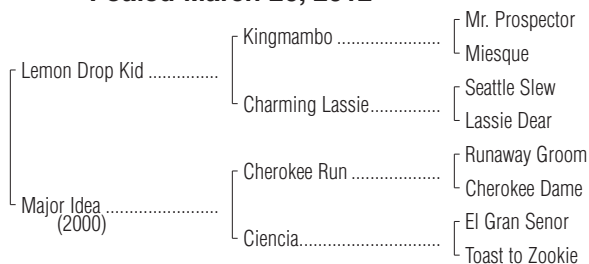 Foaled March 2012
Mr. Prospector
Kingmambo ....................
Miesque
Lemon Drop Kid ..............
Seattle Slew
Charming Lassie..............
Lassie Dear
Runaway Groom
Cherokee Run ..................
Cherokee Dame
Major Idea ......................
(2000)
El Gran Senor
Ciencia............................
Toast to Zookie